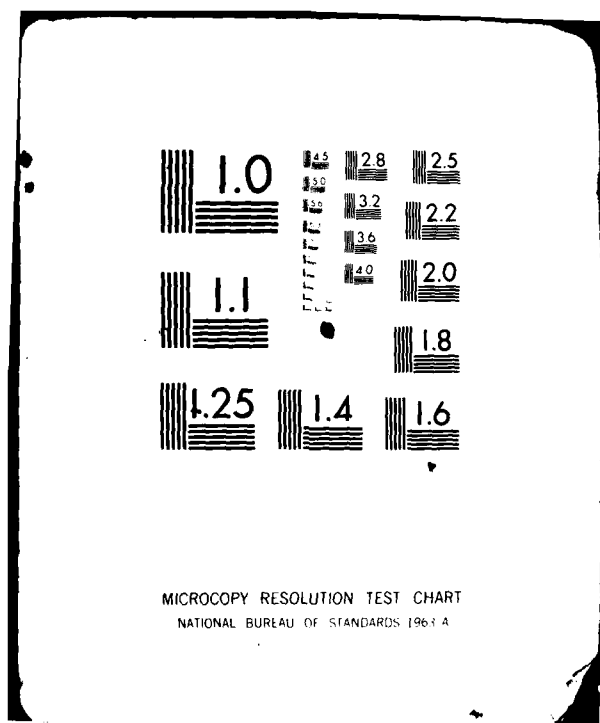 1.0 4.5 2.8 2.5
5.0 3.2 2.2
5.6 3.6
4.0 2.0
1.1
1.8
1.25 1.4 1.6
MICROCOPY RESOLUTION TEST CHART
NATIONAL BUREAU OF STANDARDS 1963 A